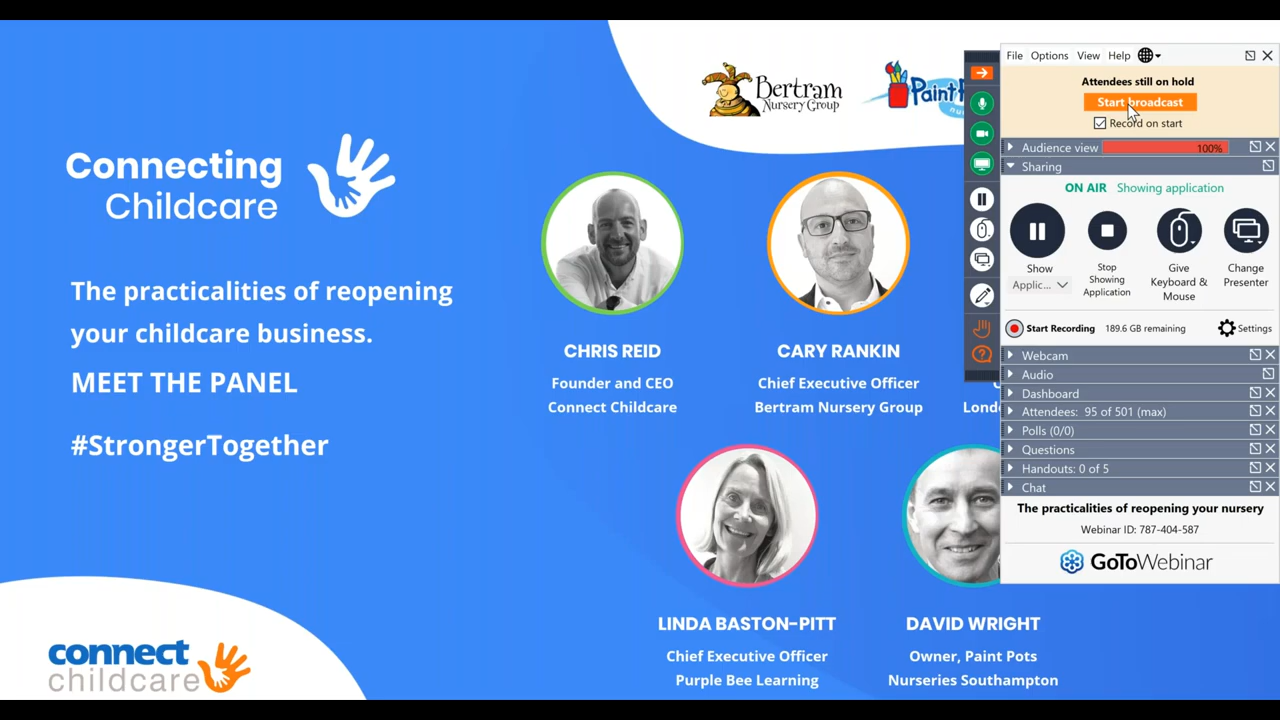 Bertram
Nursery Group
Connecting
Childcare
The practicalities of reopening
your childcare business.
MEET THE PANEL
#StrongerTogether
CHRIS REID
Founder and CEO
Connect Childcare
CARY RANKIN
Chief Executive Officer
Bertram Nursery Group
LINDA BASTON-PITT
Chief Executive Officer
Purple Bee Learning
DAVID WRIGHT
Owner, Paint Pots
Nurseries Southampton
connect
childcare
File Options View Help
Attendees still on hold
Start broadcast
Record on start
Audience view 100%
Sharing
ON AIR Showing application
Show
Applic...
Stop
Showing
Application
Give
Keyboard &
Mouse
Change
Presenter
Start Recording 189.6 GB remaining Settings
Webcam
Audio
Dashboard
Attendees: 95 of 501 (max)
Polls (0/0)
Questions
Handouts: 0 of 5
Chat
The practicalities of reopening your nursery
Webinar ID: 787-404-587
GoToWebinar